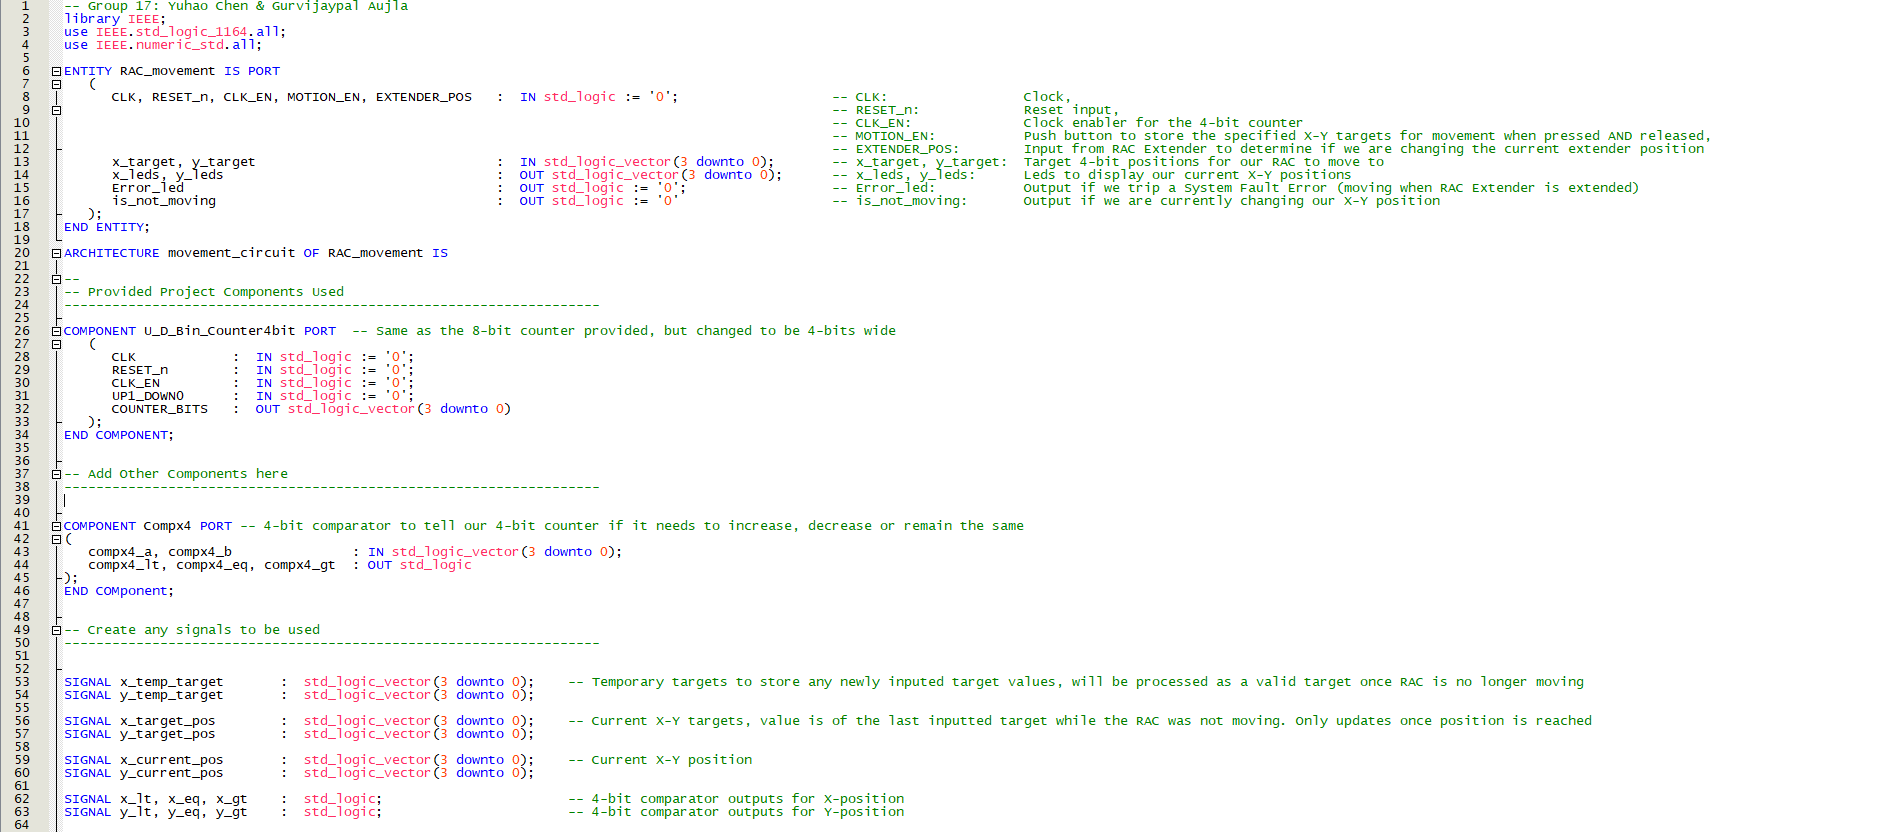 1 -- Group 17: Yuhao Chen & Gurvijaypal Aujla
2 library IEEE;
3 use IEEE.std_logic_1164.all;
4 use IEEE.numeric_std.all;
5
6 ENTITY RAC_movement IS PORT
7 (
8 CLK, RESET_n, CLK_EN, MOTION_EN, EXTENDER_POS : IN std_logic := '0'; -- CLK: Clock,
9 -- RESET_n: Reset input,
10 -- CLK_EN: Clock enabler for the 4-bit counter
11 -- MOTION_EN: Push button to store the specified X-Y targets for movement when pressed AND released,
12 -- EXTENDER_POS: Input from RAC Extender to determine if we are changing the current extender position
13 x_target, y_target : IN std_logic_vector(3 downto 0); -- x_target, y_target: Target 4-bit positions for our RAC to move to
14 x_leds, y_leds : OUT std_logic_vector(3 downto 0); -- x_leds, y_leds: Leds to display our current X-Y positions
15 Error_led : OUT std_logic := '0'; -- Error_led: Output if we trip a System Fault Error (moving when RAC Extender is extended)
16 is_not_moving : OUT std_logic := '0' -- is_not_moving: Output if we are currently changing our X-Y position
17 );
18 END ENTITY;
19
20 ARCHITECTURE movement_circuit OF RAC_movement IS
21
22 --
23 -- Provided Project Components Used
24 -------------------------------------------------------------------
25
26 COMPONENT U_D_Bin_Counter4bit PORT -- Same as the 8-bit counter provided, but changed to be 4-bits wide
27 (
28 CLK : IN std_logic := '0';
29 RESET_n : IN std_logic := '0';
30 CLK_EN : IN std_logic := '0';
31 UP1_DOWN0 : IN std_logic := '0';
32 COUNTER_BITS : OUT std_logic_vector(3 downto 0)
33 );
34 END COMPONENT;
35
36
37 -- Add Other Components here
38 -------------------------------------------------------------------
39
40
41 COMPONENT Compx4 PORT -- 4-bit comparator to tell our 4-bit counter if it needs to increase, decrease or remain the same
42 (
43 compx4_a, compx4_b : IN std_logic_vector(3 downto 0);
44 compx4_lt, compx4_eq, compx4_gt : OUT std_logic
45 );
46 END COMponent;
47
48
49 -- Create any signals to be used
50 -------------------------------------------------------------------
51
52
53 SIGNAL x_temp_target : std_logic_vector(3 downto 0); -- Temporary targets to store any newly inputed target values, will be processed as a valid target once RAC is no longer moving
54 SIGNAL y_temp_target : std_logic_vector(3 downto 0);
55
56 SIGNAL x_target_pos : std_logic_vector(3 downto 0); -- Current X-Y targets, value is of the last inputted target while the RAC was not moving. Only updates once position is reached
57 SIGNAL y_target_pos : std_logic_vector(3 downto 0);
58
59 SIGNAL x_current_pos : std_logic_vector(3 downto 0); -- Current X-Y position
60 SIGNAL y_current_pos : std_logic_vector(3 downto 0);
61
62 SIGNAL x_lt, x_eq, x_gt : std_logic; -- 4-bit comparator outputs for X-position
63 SIGNAL y_lt, y_eq, y_gt : std_logic; -- 4-bit comparator outputs for Y-position
64